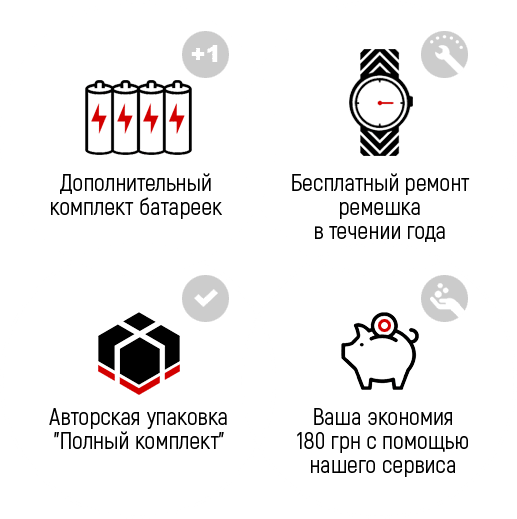 +1
Дополнительный
комплект батареек
Бесплатный ремонт
ремешка
в течении года
Авторская упаковка
"Полный комплект"
Ваша экономия
180 грн с помощью
нашего сервиса